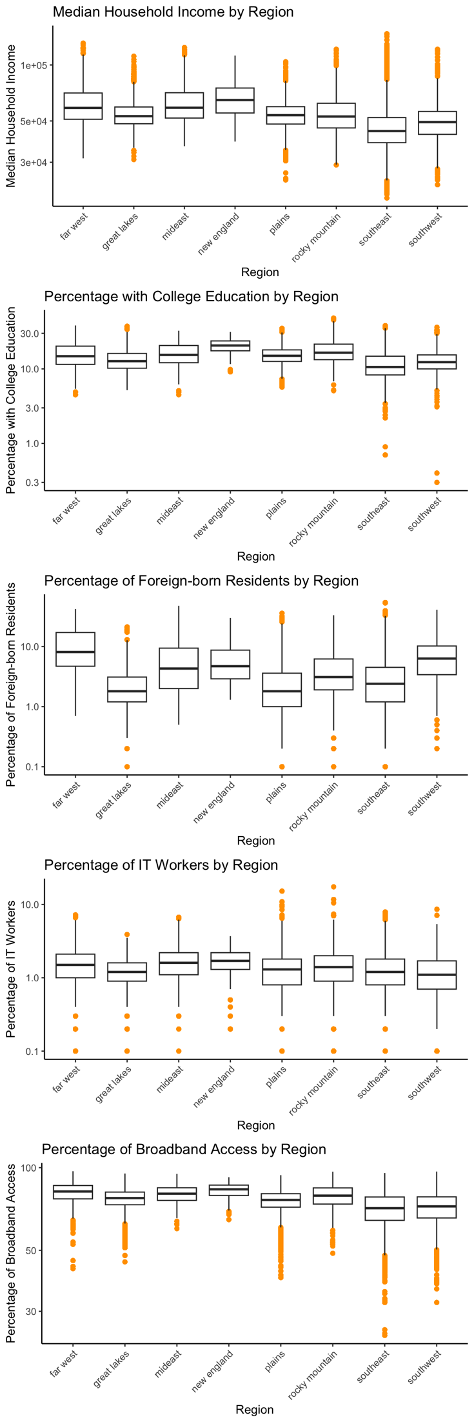 Median Household Income by Region
Median Household Income
1e+05
5e+04
3e+04
far west
great lakes
mideast
new england
plains
rocky mountain
southeast
southwest
Region
Percentage with College Education by Region
Percentage with College Education
30.0
10.0
3.0
1.0
0.3
far west
great lakes
mideast
new england
plains
rocky mountain
southeast
southwest
Region
Percentage of Foreign-born Residents by Region
Percentage of Foreign-born Residents
10.0
1.0
0.1
far west
great lakes
mideast
new england
plains
rocky mountain
southeast
southwest
Region
Percentage of IT Workers by Region
Percentage of IT Workers
10.0
1.0
0.1
far west
great lakes
mideast
new england
plains
rocky mountain
southeast
southwest
Region
Percentage of Broadband Access by Region
Percentage of Broadband Access
100
50
30
far west
great lakes
mideast
new england
plains
rocky mountain
southeast
southwest
Region